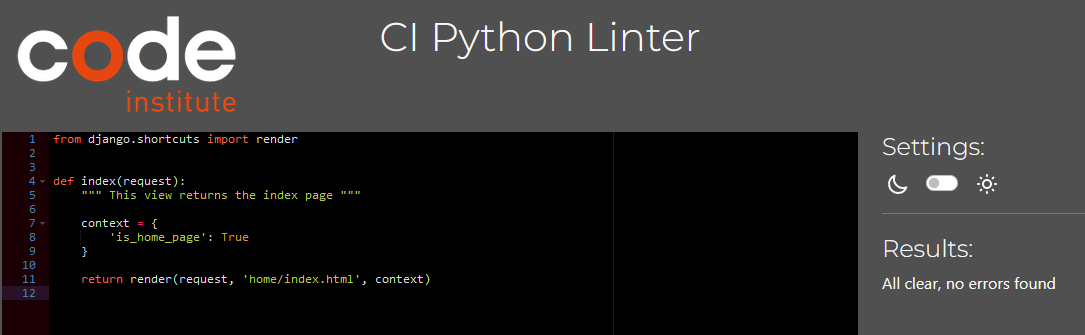 code
institute
CI Python Linter
1 from django.shortcuts import render
2
3
4 def index(request):
5     """ This view returns the index page """
6
7     context = {
8         'is_home_page': True
9     }
10
11     return render(request, 'home/index.html', context)
12
Settings:
Results:
All clear, no errors found